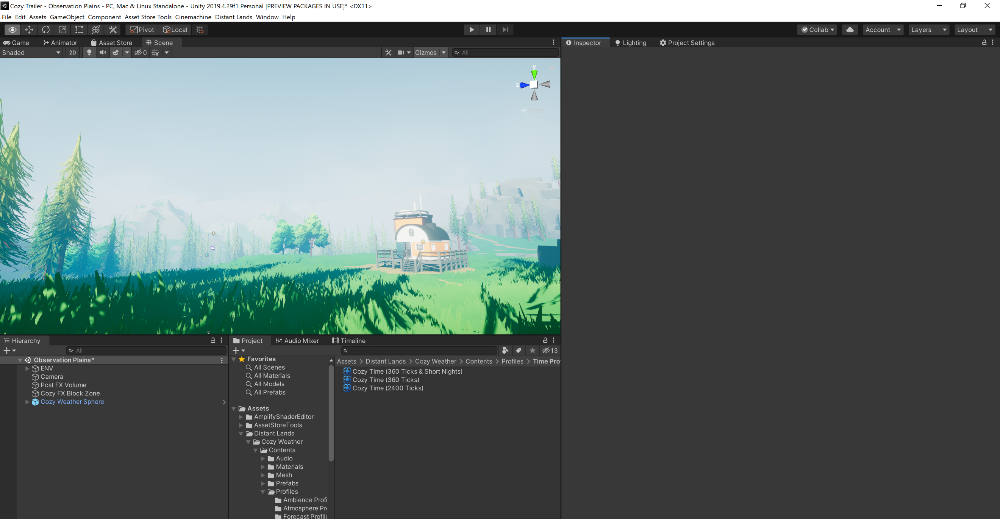 Cozy Trailer - Observation Plains - PC, Mac & Linux Standalone - Unity 2019.4.29f1 Personal [PREVIEW PACKAGES IN USE]* <DX11>
File Edit Assets GameObject Component Asset Store Tools Cinemachine Distant Lands Window Help
Pivot Local Collab Account Layers Layout
Game Animator Asset Store Scene
Shaded 2D 0 Gizmos All
Inspector Lighting Project Settings
y
z
Persp
Hierarchy
All
Observation Plains*
ENV
Camera
Post FX Volume
Cozy FX Block Zone
Cozy Weather Sphere
Project Audio Mixer Timeline
13
Favorites
All Scenes
All Materials
All Models
All Prefabs
Assets
AmplifyShaderEditor
AssetStoreTools
Distant Lands
Cozy Weather
Contents
Audio
Materials
Mesh
Prefabs
Profiles
Ambience Profi
Atmosphere Pr
Forecast Profile
Assets > Distant Lands > Cozy Weather > Contents > Profiles > Time Pro
Cozy Time (360 Ticks & Short Nights)
Cozy Time (360 Ticks)
Cozy Time (2400 Ticks)